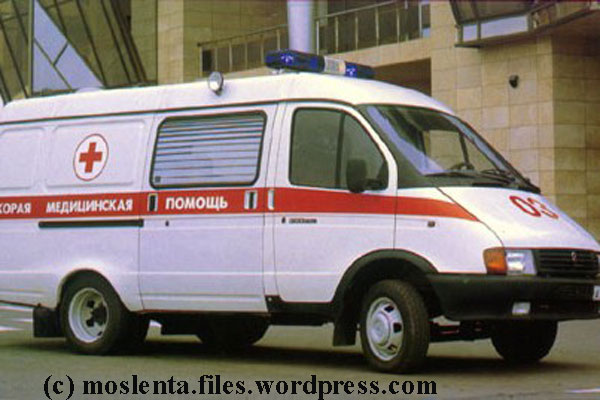 КОРАЯ МЕДИЦИНСКАЯ ПОМОЩЬ
03
(c) moslenta.files.wordpress.com